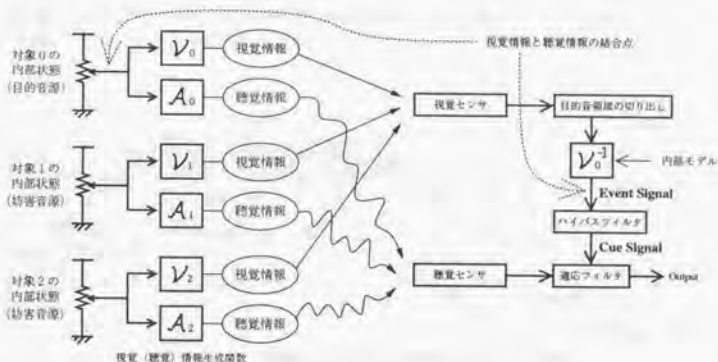 対象0の
内部状態
(目的音源)
V₀
視覚情報
A₀
聴覚情報
対象1の
内部状態
(妨害音源)
V₁
視覚情報
A₁
聴覚情報
対象2の
内部状態
(妨害音源)
V₂
視覚情報
A₂
聴覚情報
視覚(聴覚)情報生成関数
視覚情報と聴覚情報の結合点
視覚センサ
目的音領域の切り出し
V₀⁻¹
内部モデル
Event Signal
ハイパスフィルタ
Cue Signal
聴覚センサ
適応フィルタ
Output